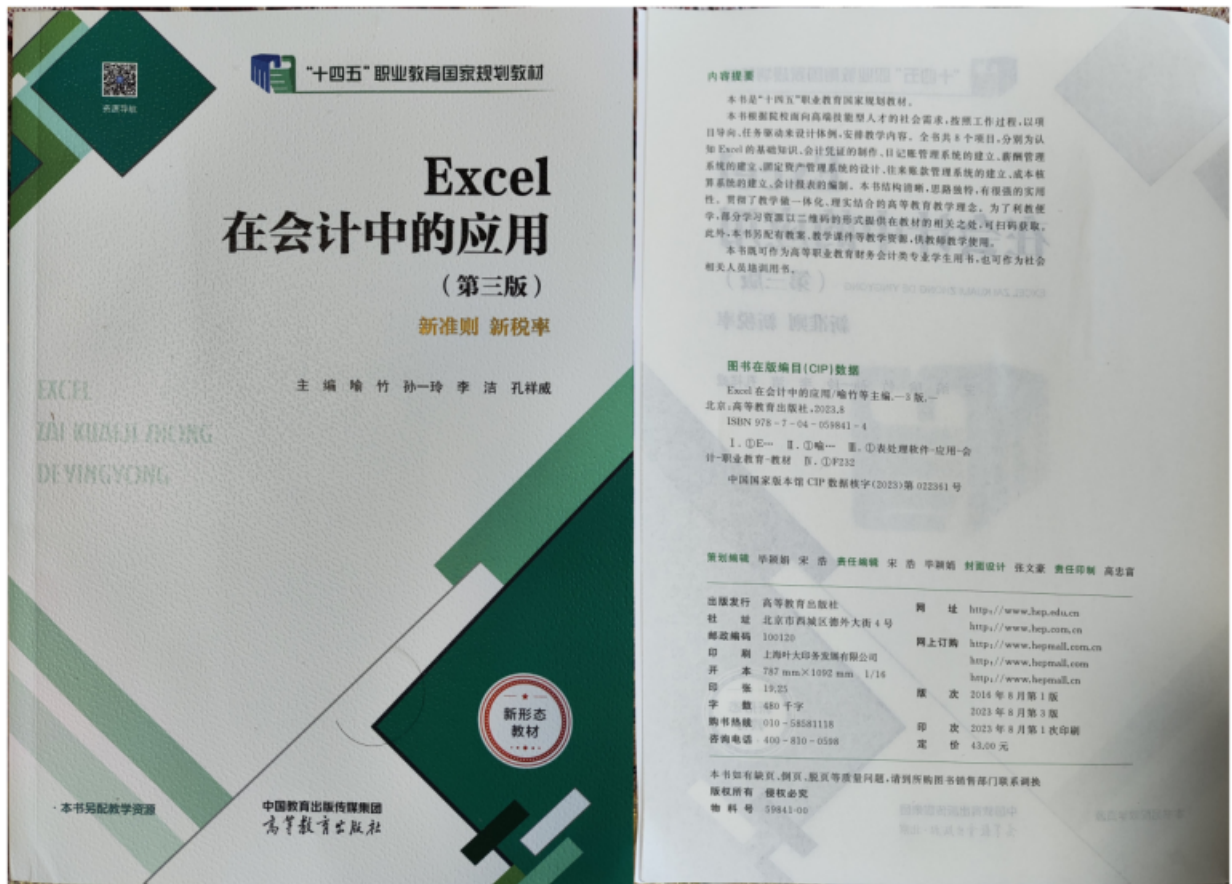 资源导航
“十四五”职业教育国家规划教材
Excel
在会计中的应用
（第三版）
新准则 新税率
主 编 喻 竹 孙一玲 李 洁 孔祥威
EXCEL
ZAI KUAIJI ZHONG
DE YINGYONG
新形态
教材
·本书另配教学资源
中国教育出版传媒集团
高等教育出版社
内容提要
本书是“十四五”职业教育国家规划教材。
本书根据院校面向高端技能型人才的社会需求,按照工作过程,以项
目导向、任务驱动来设计体例,安排教学内容。全书共8个项目,分别为认
知Excel的基础知识、会计凭证的制作、日记账管理系统的建立、薪酬管理
系统的建立、固定资产管理系统的设计、往来账款管理系统的建立、成本核
算系统的建立、会计报表的编制。本书结构清晰,思路独特,有很强的实用
性。贯彻了教学做一体化、理实结合的高等教育教学理念。为了利教便
学,部分学习资源以二维码的形式提供在教材的相关之处,可扫码获取。
此外,本书另配有教案、教学课件等教学资源,供教师教学使用。
本书既可作为高等职业教育财务会计类专业学生用书,也可作为社会
相关人员培训用书。
图书在版编目(CIP)数据
Excel在会计中的应用/喻竹等主编.—3版.—
北京:高等教育出版社,2023.8
ISBN 978-7-04-059841-4
Ⅰ.①E… Ⅱ.①喻… Ⅲ.①表处理软件-应用-会
计-职业教育-教材 Ⅳ.①F232
中国国家版本馆CIP数据核字(2023)第022361号
策划编辑 毕颖娟 宋 浩 责任编辑 宋 浩 毕颖娟 封面设计 张文豪 责任印制 高忠富
出版发行 高等教育出版社
社 址 北京市西城区德外大街4号
邮政编码 100120
印 刷 上海叶大印务发展有限公司
开 本 787 mm×1092 mm 1/16
印 张 19.25
字 数 480千字
购书热线 010-58581118
咨询电话 400-810-0598
网 址 http://www.hep.edu.cn
http://www.hep.com.cn
网上订购 http://www.hepmall.com.cn
http://www.hepmall.com
http://www.hepmall.cn
版 次 2016年8月第1版
2023年8月第3版
印 次 2023年8月第1次印刷
定 价 43.00元
本书如有缺页、倒页、脱页等质量问题,请到所购图书销售部门联系调换
版权所有 侵权必究
物 料 号 59841-00